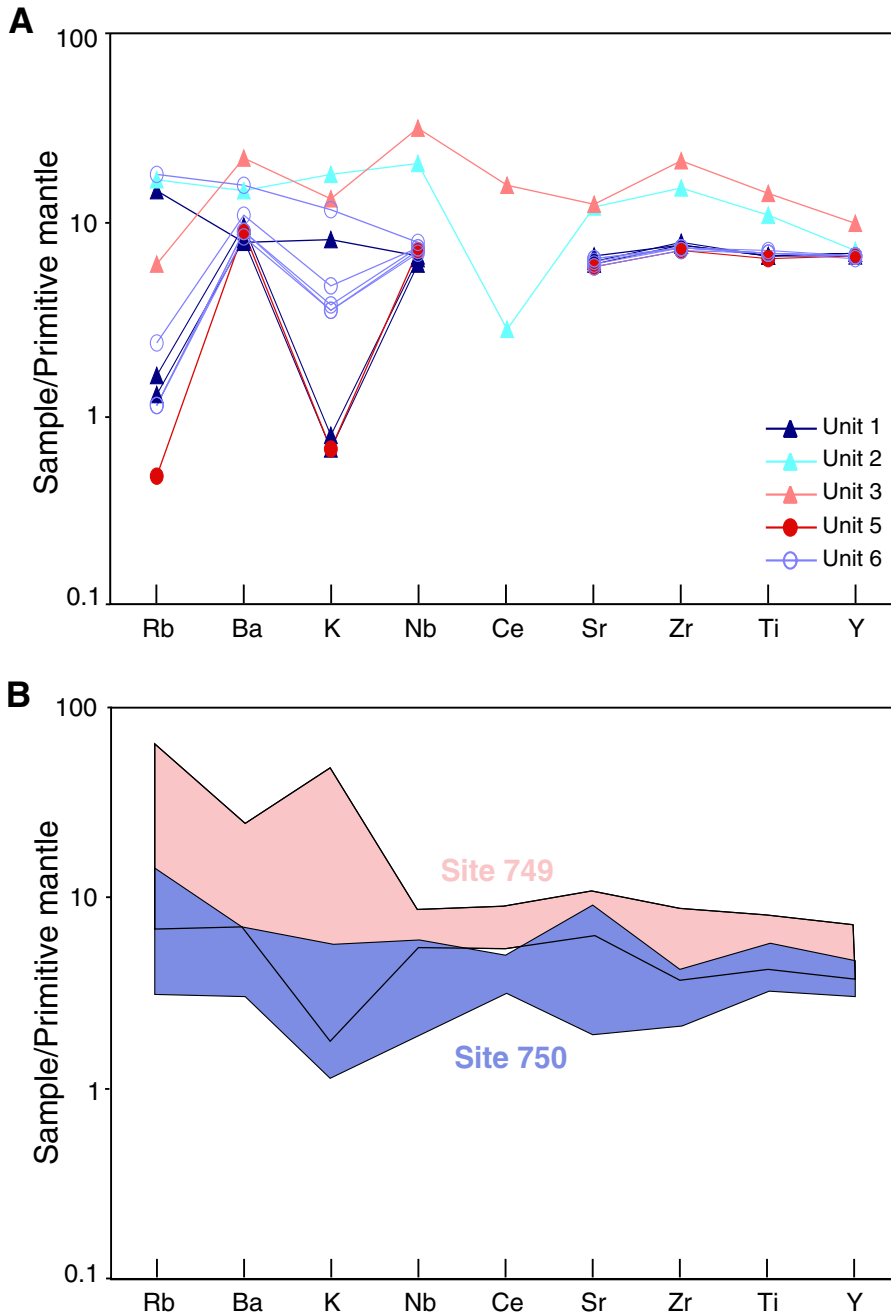 A
100
10
1
0.1
Sample/Primitive mantle
Unit 1
Unit 2
Unit 3
Unit 5
Unit 6
Rb Ba K Nb Ce Sr Zr Ti Y
B
100
10
1
0.1
Sample/Primitive mantle
Site 749
Site 750
Rb Ba K Nb Ce Sr Zr Ti Y